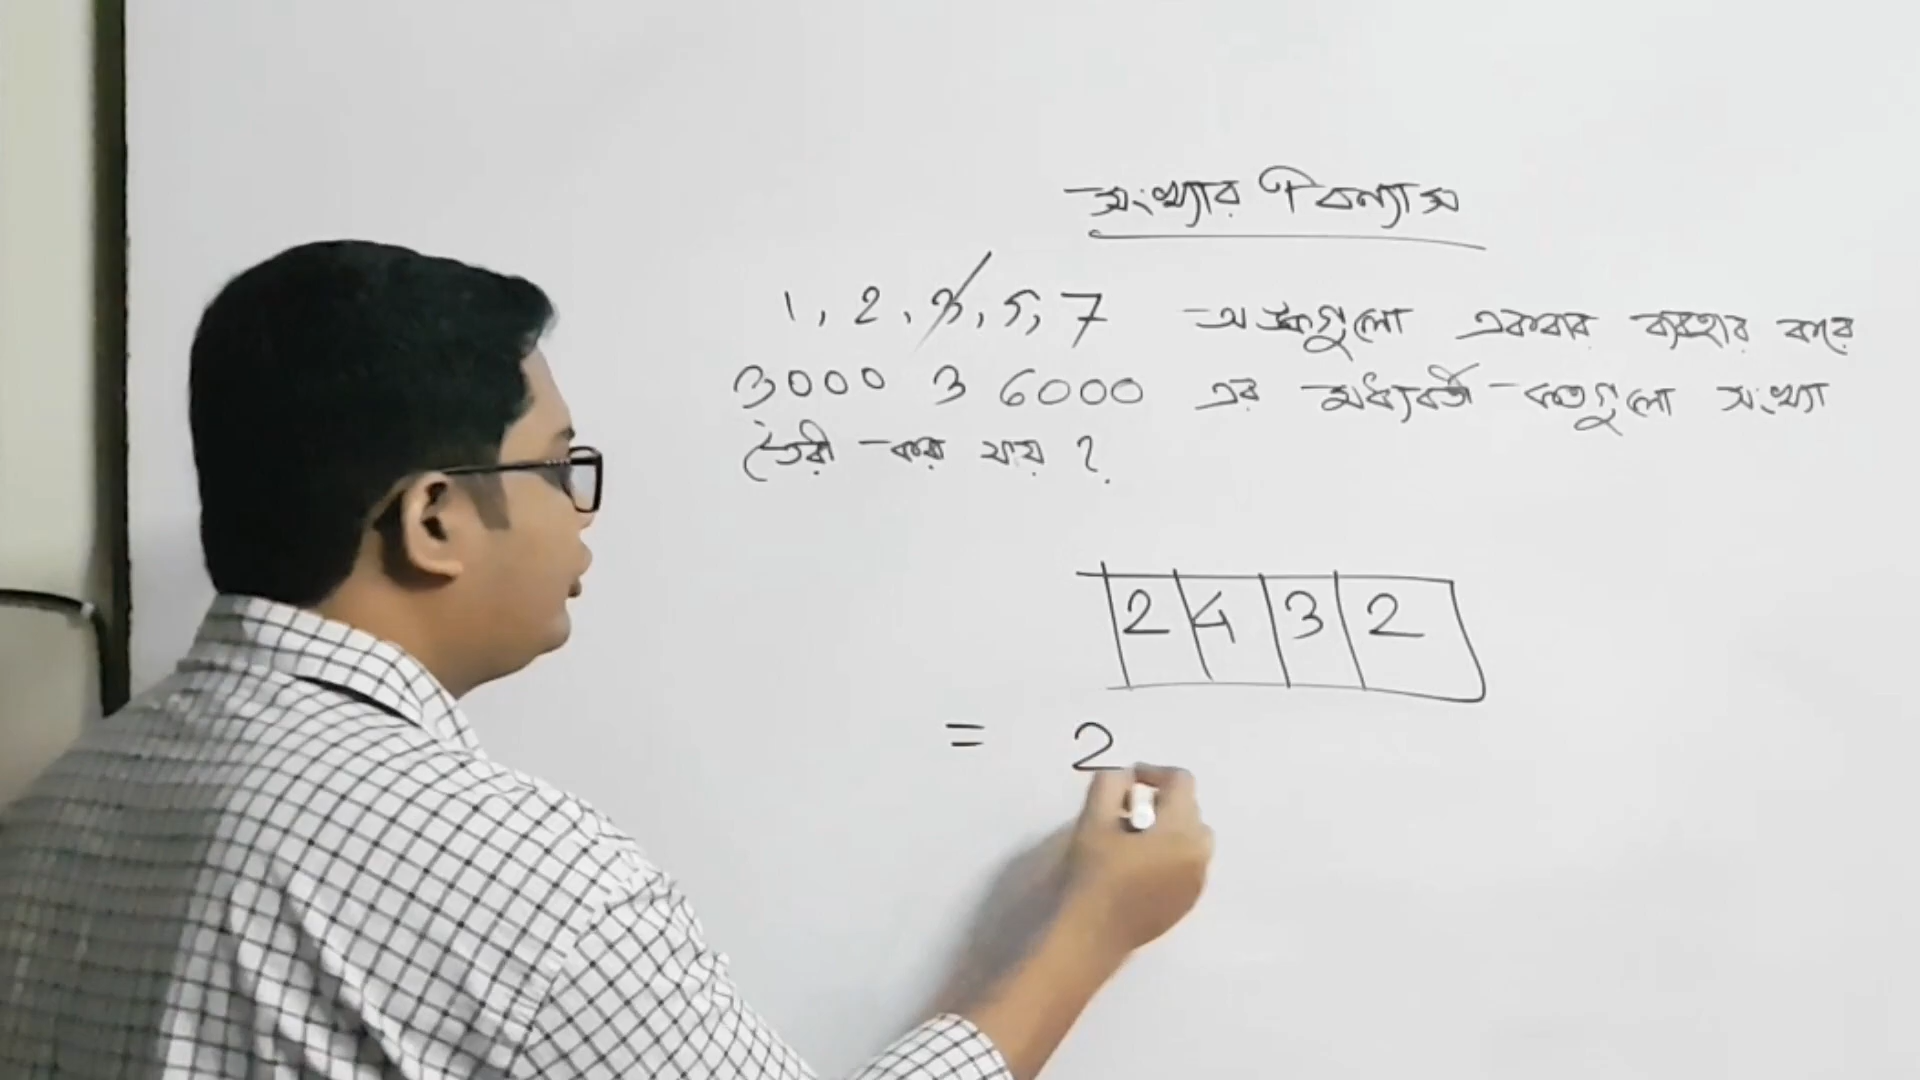 সংখ্যার বিন্যাস
1, 2, 3, 5, 7 অঙ্কগুলো একবার ব্যবহার করে
3000 ও 6000 এর মধ্যবর্তী কতগুলো সংখ্যা
তৈরী করা যায় ?
2 4 3 2
= 2